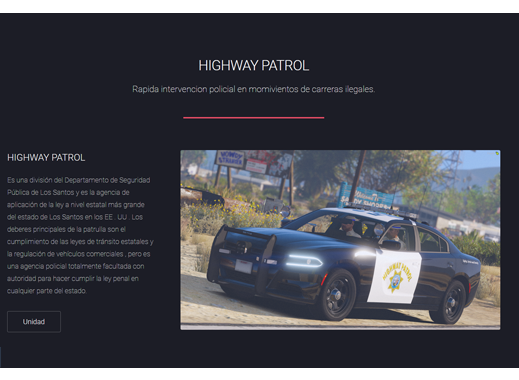 HIGHWAY PATROL
Rapida intervencion policial en momivientos de carreras ilegales.
HIGHWAY PATROL
Es una división del Departamento de Seguridad
Pública de Los Santos y es la agencia de
aplicación de la ley a nivel estatal más grande
del estado de Los Santos en los EE . UU . Los
deberes principales de la patrulla son el
cumplimiento de las leyes de tránsito estatales y
la regulación de vehículos comerciales , pero es
una agencia policial totalmente facultada con
autoridad para hacer cumplir la ley penal en
cualquier parte del estado.
Unidad
HIGHWAY PATROL